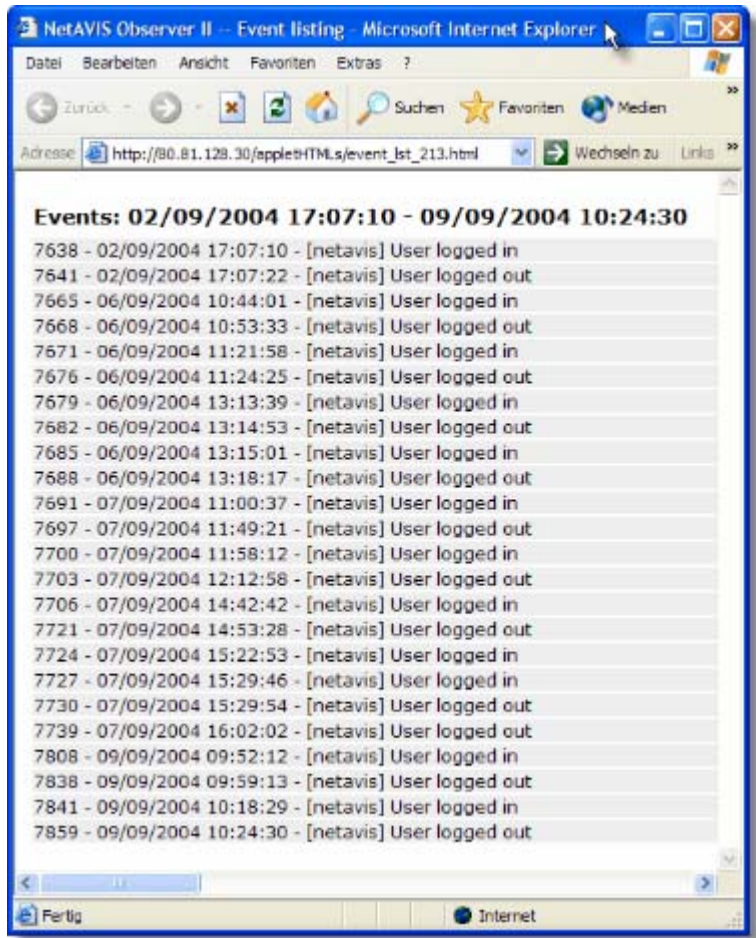 NetAVIS Observer II -- Event listing - Microsoft Internet Explorer
Datei Bearbeiten Ansicht Favoriten Extras ?
Zurück Suchen Favoriten Medien »
Adresse http://80.81.128.30/appletHTMLs/event_lst_213.html Wechseln zu Links »
Events: 02/09/2004 17:07:10 - 09/09/2004 10:24:30
7638 - 02/09/2004 17:07:10 - [netavis] User logged in
7641 - 02/09/2004 17:07:22 - [netavis] User logged out
7665 - 06/09/2004 10:44:01 - [netavis] User logged in
7668 - 06/09/2004 10:53:33 - [netavis] User logged out
7671 - 06/09/2004 11:21:58 - [netavis] User logged in
7676 - 06/09/2004 11:24:25 - [netavis] User logged out
7679 - 06/09/2004 13:13:39 - [netavis] User logged in
7682 - 06/09/2004 13:14:53 - [netavis] User logged out
7685 - 06/09/2004 13:15:01 - [netavis] User logged in
7688 - 06/09/2004 13:18:17 - [netavis] User logged out
7691 - 07/09/2004 11:00:37 - [netavis] User logged in
7697 - 07/09/2004 11:49:21 - [netavis] User logged out
7700 - 07/09/2004 11:58:12 - [netavis] User logged in
7703 - 07/09/2004 12:12:58 - [netavis] User logged out
7706 - 07/09/2004 14:42:42 - [netavis] User logged in
7721 - 07/09/2004 14:53:28 - [netavis] User logged out
7724 - 07/09/2004 15:22:53 - [netavis] User logged in
7727 - 07/09/2004 15:29:46 - [netavis] User logged in
7730 - 07/09/2004 15:29:54 - [netavis] User logged out
7739 - 07/09/2004 16:02:02 - [netavis] User logged out
7808 - 09/09/2004 09:52:12 - [netavis] User logged in
7838 - 09/09/2004 09:59:13 - [netavis] User logged out
7841 - 09/09/2004 10:18:29 - [netavis] User logged in
7859 - 09/09/2004 10:24:30 - [netavis] User logged out
Fertig Internet